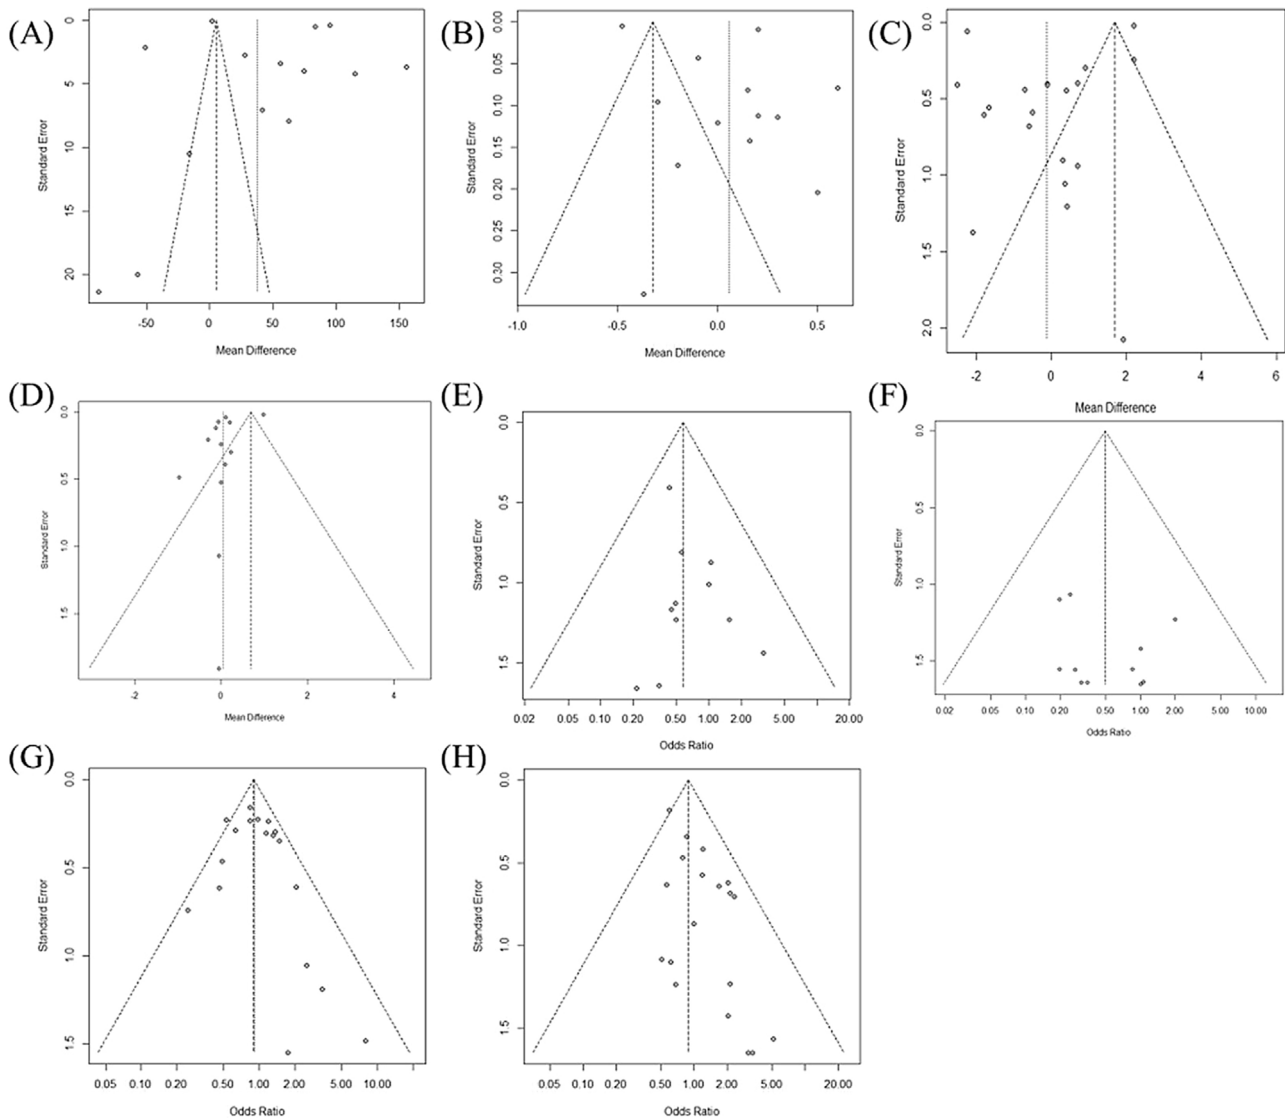 (A)
0
5
10
15
20
Standard Error
-50 0 50 100 150
Mean Difference
(B)
0.00
0.05
0.10
0.15
0.20
0.25
0.30
Standard Error
-1.0 -0.5 0.0 0.5
Mean Difference
(C)
0.0
0.5
1.0
1.5
2.0
Standard Error
-2 0 2 4 6
Mean Difference
(D)
0.0
0.5
1.0
1.5
Standard Error
-2 0 2 4
Mean Difference
(E)
0.0
0.5
1.0
1.5
Standard Error
0.02 0.05 0.10 0.20 0.50 1.00 2.00 5.00 20.00
Odds Ratio
(F)
0.0
0.5
1.0
1.5
Standard Error
0.02 0.05 0.10 0.20 0.50 1.00 2.00 5.00 10.00
Odds Ratio
(G)
0.0
0.5
1.0
1.5
Standard Error
0.05 0.10 0.20 0.50 1.00 2.00 5.00 10.00
Odds Ratio
(H)
0.0
0.5
1.0
1.5
Standard Error
0.05 0.10 0.20 0.50 1.00 2.00 5.00 20.00
Odds Ratio